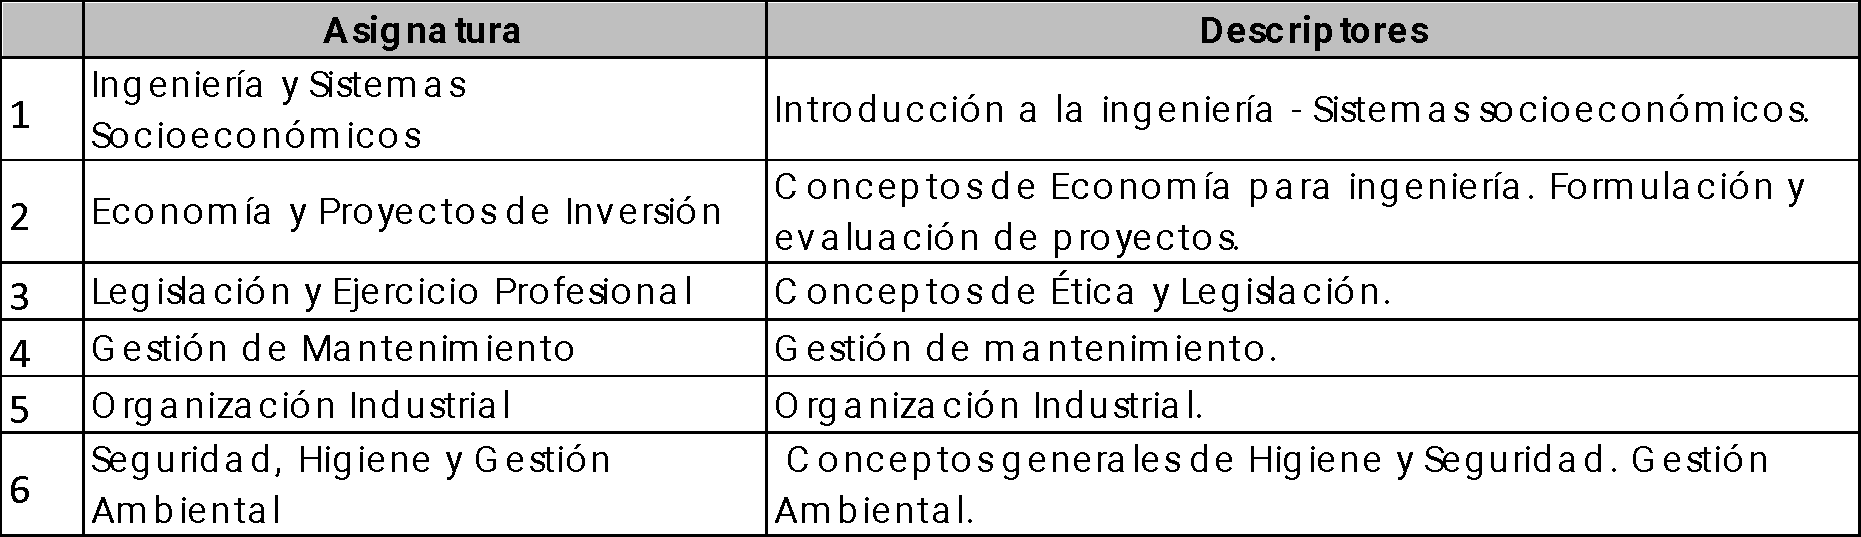 Asignatura Descriptores
1 Ingeniería y Sistemas
Socioeconómicos
Introducción a la ingeniería - Sistemas socioeconómicos.
2 Economía y Proyectos de Inversión
Conceptos de Economía para ingeniería. Formulación y
evaluación de proyectos.
3 Legislación y Ejercicio Profesional Conceptos de Ética y Legislación.
4 Gestión de Mantenimiento Gestión de mantenimiento.
5 Organización Industrial Organización Industrial.
6 Seguridad, Higiene y Gestión
Ambiental
Conceptos generales de Higiene y Seguridad. Gestión
Ambiental.